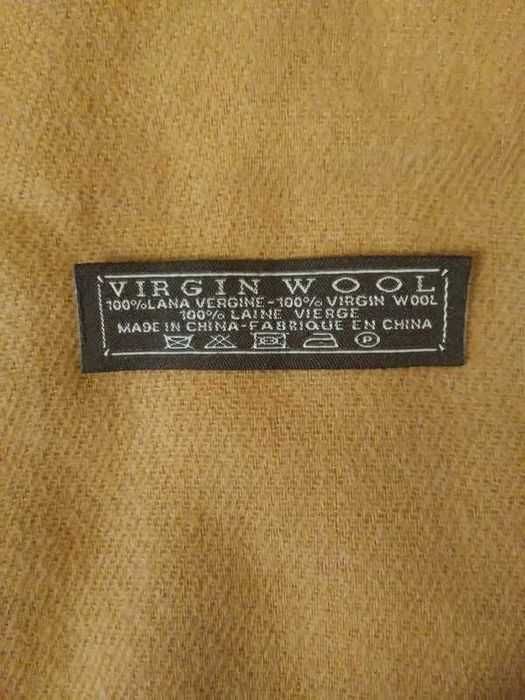 VIRGIN WOOL
100% LANA VERGINE-100% VIRGIN WOOL
100% LAINE VIERGE
MADE IN CHINA-FABRIQUE EN CHINA
P